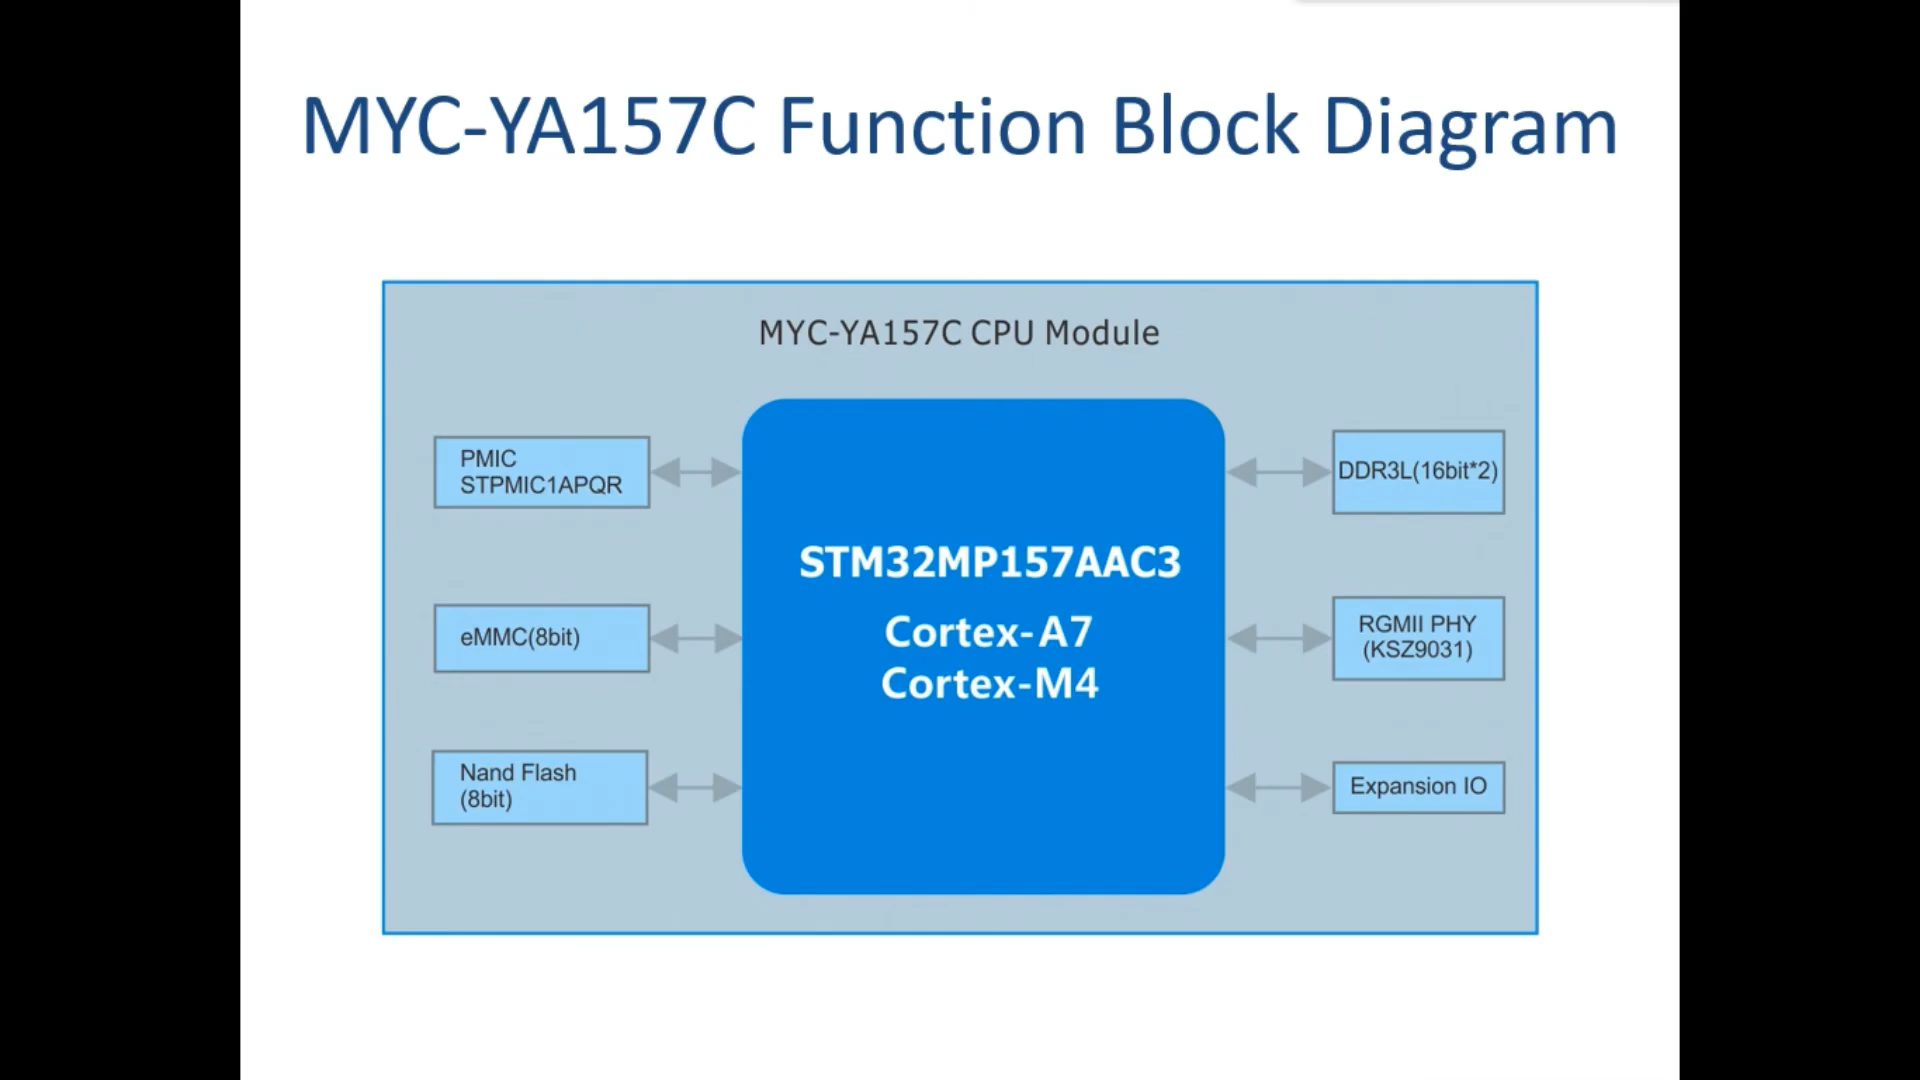 MYC-YA157C Function Block Diagram
MYC-YA157C CPU Module
PMIC
STPMIC1APQR
eMMC(8bit)
Nand Flash
(8bit)
STM32MP157AAC3
Cortex-A7
Cortex-M4
DDR3L(16bit*2)
RGMII PHY
(KSZ9031)
Expansion IO